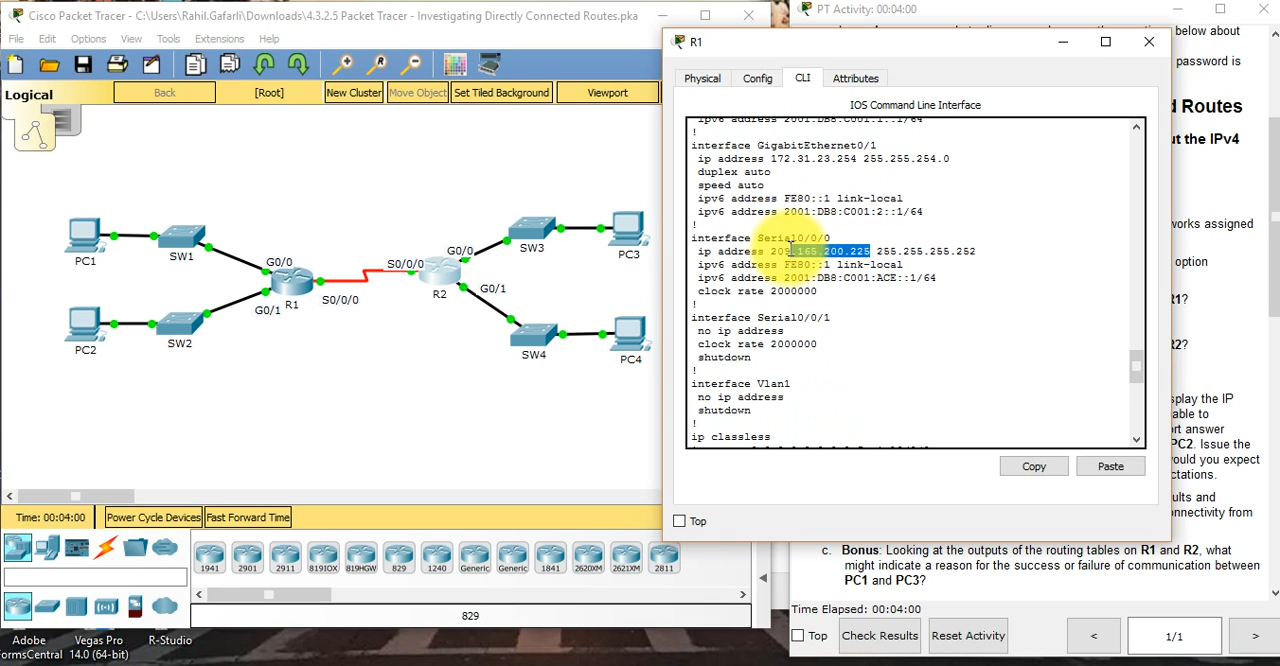 Cisco Packet Tracer - C:\Users\Rahil.Gafarli\Downloads\4.3.2.5 Packet Tracer - Investigating Directly Connected Routes.pka
File Edit Options View Tools Extensions Help
Logical Back [Root] New Cluster Move Object Set Tiled Background Viewport
PC1
SW1
G0/0
R1
G0/1
S0/0/0
PC2
SW2
S0/0/0
G0/0
R2
G0/1
SW3
PC3
SW4
PC4
Time: 00:04:00 Power Cycle Devices Fast Forward Time
1941 2901 2911 819IOX 819HGW 829 1240 Generic Generic 1841 2620XM 2621XM 2811
829
Adobe
FormsCentral
Vegas Pro
14.0 (64-bit)
R-Studio
R1
Physical Config CLI Attributes
IOS Command Line Interface
ipv6 address 2001:DB8:C001:1::1/64
!
interface GigabitEthernet0/1
ip address 172.31.23.254 255.255.254.0
duplex auto
speed auto
ipv6 address FE80::1 link-local
ipv6 address 2001:DB8:C001:2::1/64
!
interface Serial0/0/0
ip address 209.165.200.225 255.255.255.252
ipv6 address FE80::1 link-local
ipv6 address 2001:DB8:C001:ACE::1/64
clock rate 2000000
!
interface Serial0/0/1
no ip address
clock rate 2000000
shutdown
!
interface Vlan1
no ip address
shutdown
!
ip classless
Copy Paste
Top
PT Activity: 00:04:00
below about
password is
d Routes
ut the IPv4
works assigned
option
R1?
R2?
splay the IP
able to
rt answer
PC2. Issue the
ould you expect
ctations.
ults and
nnectivity from
c. Bonus: Looking at the outputs of the routing tables on R1 and R2, what
might indicate a reason for the success or failure of communication between
PC1 and PC3?
Time Elapsed: 00:04:00
Top Check Results Reset Activity < 1/1 >